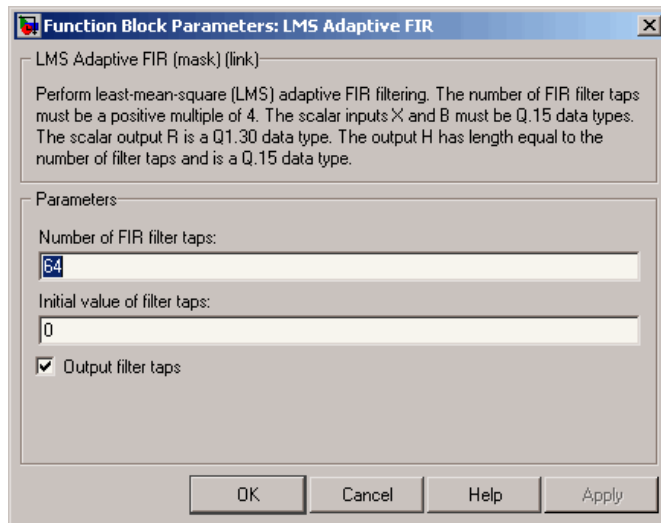 Function Block Parameters: LMS Adaptive FIR
LMS Adaptive FIR (mask) (link)
Perform least-mean-square (LMS) adaptive FIR filtering. The number of FIR filter taps
must be a positive multiple of 4. The scalar inputs X and B must be Q.15 data types.
The scalar output R is a Q1.30 data type. The output H has length equal to the
number of filter taps and is a Q.15 data type.
Parameters
Number of FIR filter taps:
64
Initial value of filter taps:
0
Output filter taps
OK Cancel Help Apply